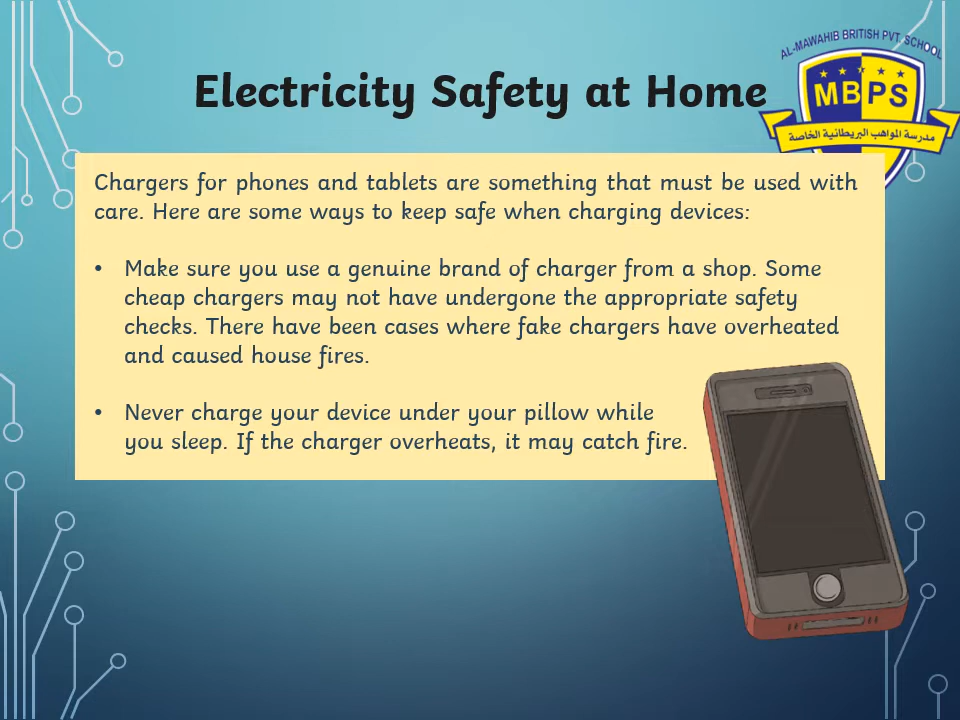 AL-MAWAHIB BRITISH PVT. SCHOOL
MBPS
مدرسة المواهب البريطانية الخاصة
Electricity Safety at Home
Chargers for phones and tablets are something that must be used with
care. Here are some ways to keep safe when charging devices:
• Make sure you use a genuine brand of charger from a shop. Some
cheap chargers may not have undergone the appropriate safety
checks. There have been cases where fake chargers have overheated
and caused house fires.
• Never charge your device under your pillow while
you sleep. If the charger overheats, it may catch fire.